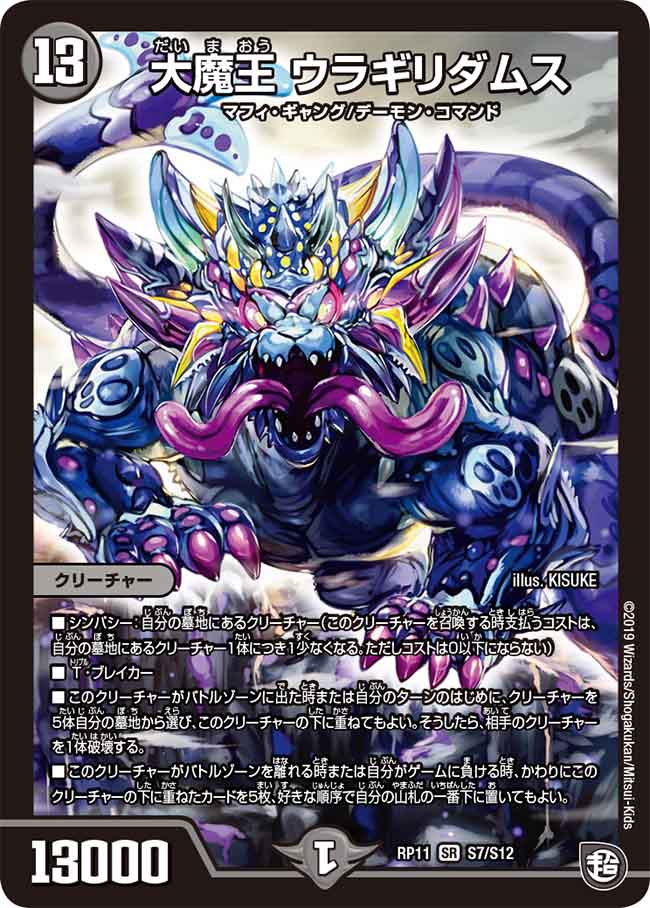 13
だいまおう
大魔王 ウラギリダムス
マフィ・ギャング/デーモン・コマンド
クリーチャー
illus. KISUKE
■シンパシー:自分の墓地にあるクリーチャー(このクリーチャーを召喚する時支払うコストは、
自分の墓地にあるクリーチャー1体につき1少なくなる。ただしコストは0以下にならない)
■T・ブレイカー
■このクリーチャーがバトルゾーンに出た時または自分のターンのはじめに、クリーチャーを
5体自分の墓地から選び、このクリーチャーの下に重ねてもよい。そうしたら、相手のクリーチャー
を1体破壊する。
■このクリーチャーがバトルゾーンを離れる時または自分がゲームに負ける時、かわりにこの
クリーチャーの下に重ねたカードを5枚、好きな順序で自分の山札の一番下に置いてもよい。
13000
RP11 SR S7/S12
超
©2019 Wizards/Shogakukan/Mitsui-Kids